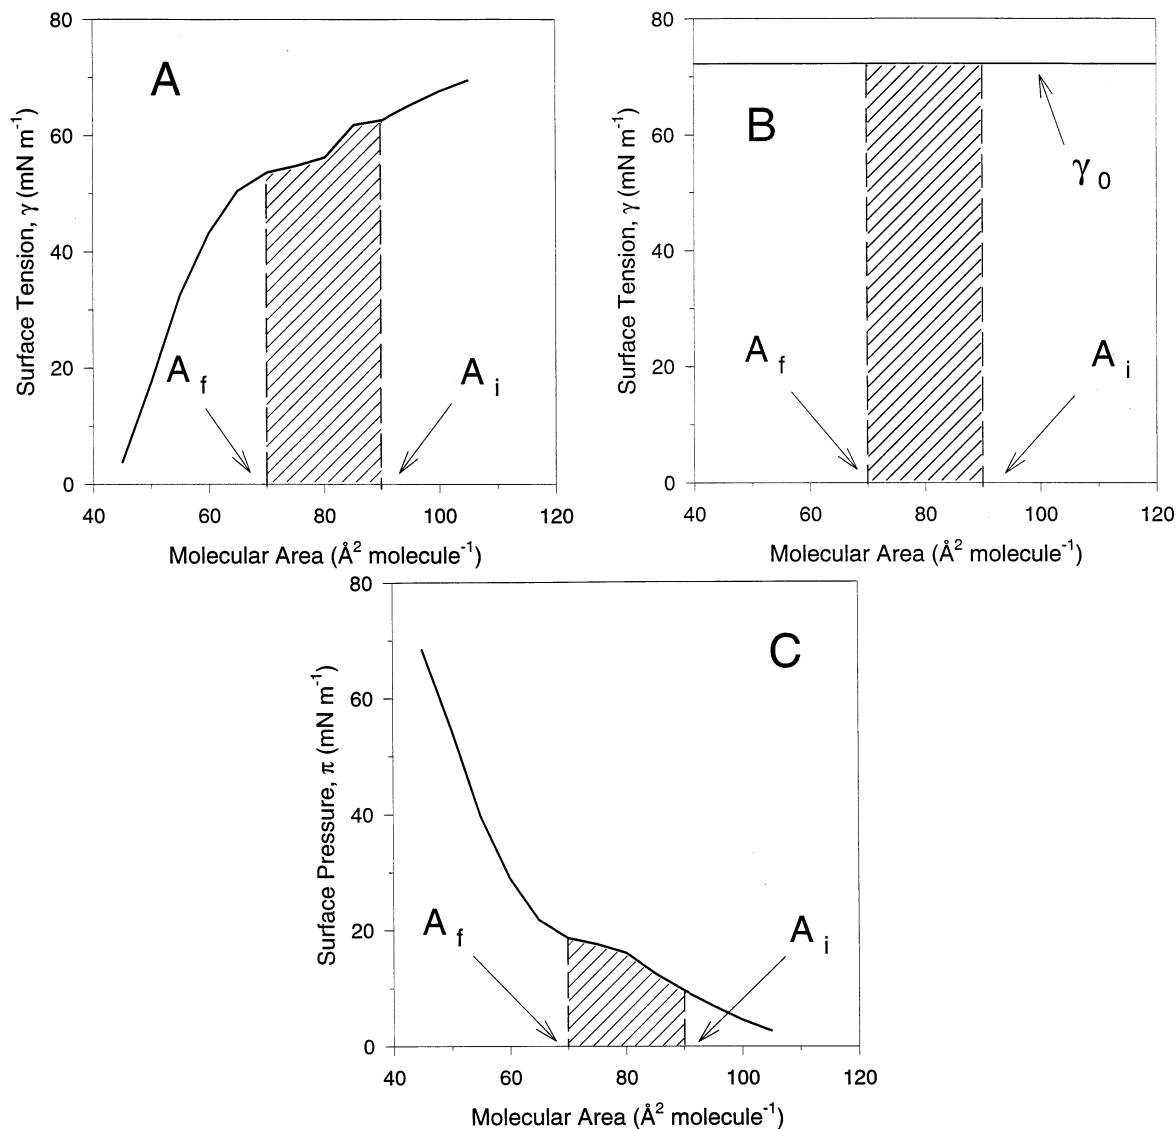 80
60
40
20
0
Surface Tension, γ (mN m⁻¹)
A
A f
A i
40 60 80 100 120
Molecular Area (Å² molecule⁻¹)
80
60
40
20
0
Surface Tension, γ (mN m⁻¹)
B
γ 0
A f
A i
40 60 80 100 120
Molecular Area (Å² molecule⁻¹)
80
60
40
20
0
Surface Pressure, π (mN m⁻¹)
C
A f
A i
40 60 80 100 120
Molecular Area (Å² molecule⁻¹)